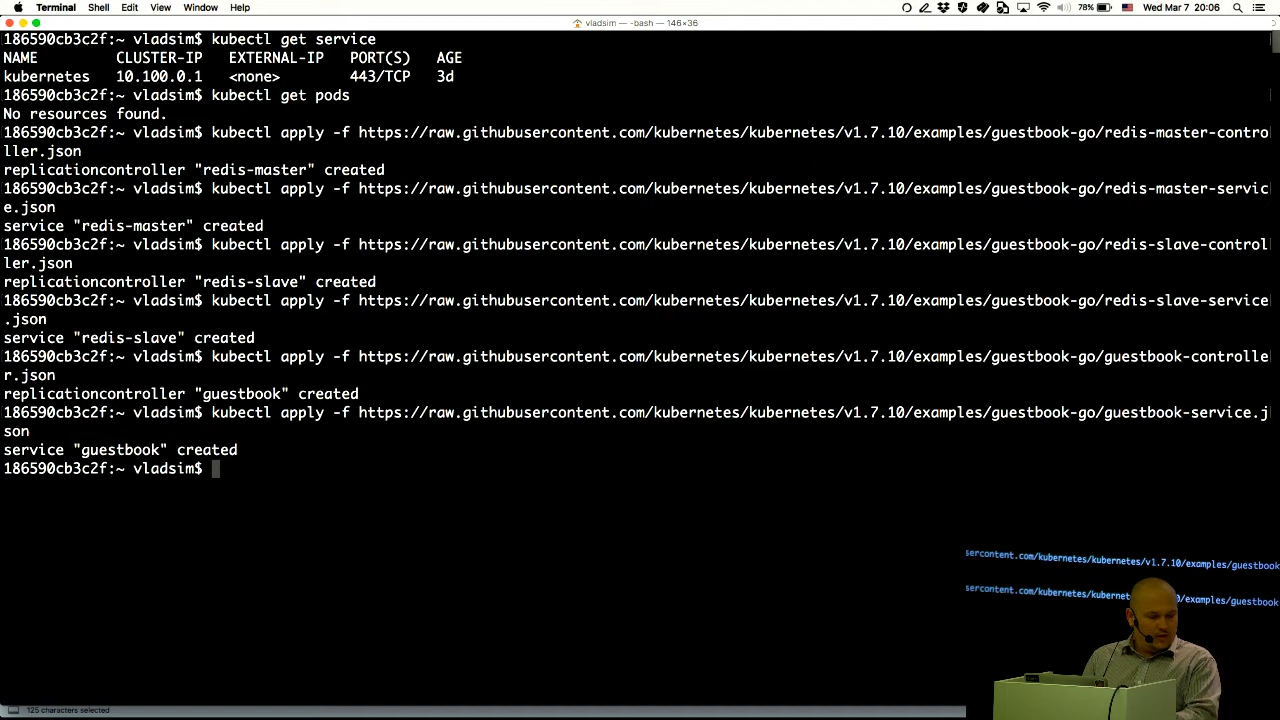 Terminal Shell Edit View Window Help 78% Wed Mar 7 20:06
vladsim — -bash — 146×36
186590cb3c2f:~ vladsim$ kubectl get service
NAME CLUSTER-IP EXTERNAL-IP PORT(S) AGE
kubernetes 10.100.0.1 <none> 443/TCP 3d
186590cb3c2f:~ vladsim$ kubectl get pods
No resources found.
186590cb3c2f:~ vladsim$ kubectl apply -f https://raw.githubusercontent.com/kubernetes/kubernetes/v1.7.10/examples/guestbook-go/redis-master-contro
ller.json
replicationcontroller "redis-master" created
186590cb3c2f:~ vladsim$ kubectl apply -f https://raw.githubusercontent.com/kubernetes/kubernetes/v1.7.10/examples/guestbook-go/redis-master-servic
e.json
service "redis-master" created
186590cb3c2f:~ vladsim$ kubectl apply -f https://raw.githubusercontent.com/kubernetes/kubernetes/v1.7.10/examples/guestbook-go/redis-slave-control
ler.json
replicationcontroller "redis-slave" created
186590cb3c2f:~ vladsim$ kubectl apply -f https://raw.githubusercontent.com/kubernetes/kubernetes/v1.7.10/examples/guestbook-go/redis-slave-service
.json
service "redis-slave" created
186590cb3c2f:~ vladsim$ kubectl apply -f https://raw.githubusercontent.com/kubernetes/kubernetes/v1.7.10/examples/guestbook-go/guestbook-controlle
r.json
replicationcontroller "guestbook" created
186590cb3c2f:~ vladsim$ kubectl apply -f https://raw.githubusercontent.com/kubernetes/kubernetes/v1.7.10/examples/guestbook-go/guestbook-service.j
son
service "guestbook" created
186590cb3c2f:~ vladsim$
sercontent.com/kubernetes/kubernetes/v1.7.10/examples/guestbook
sercontent.com/kubernetes/kubernet 0/examples/guestbook
125 characters selected